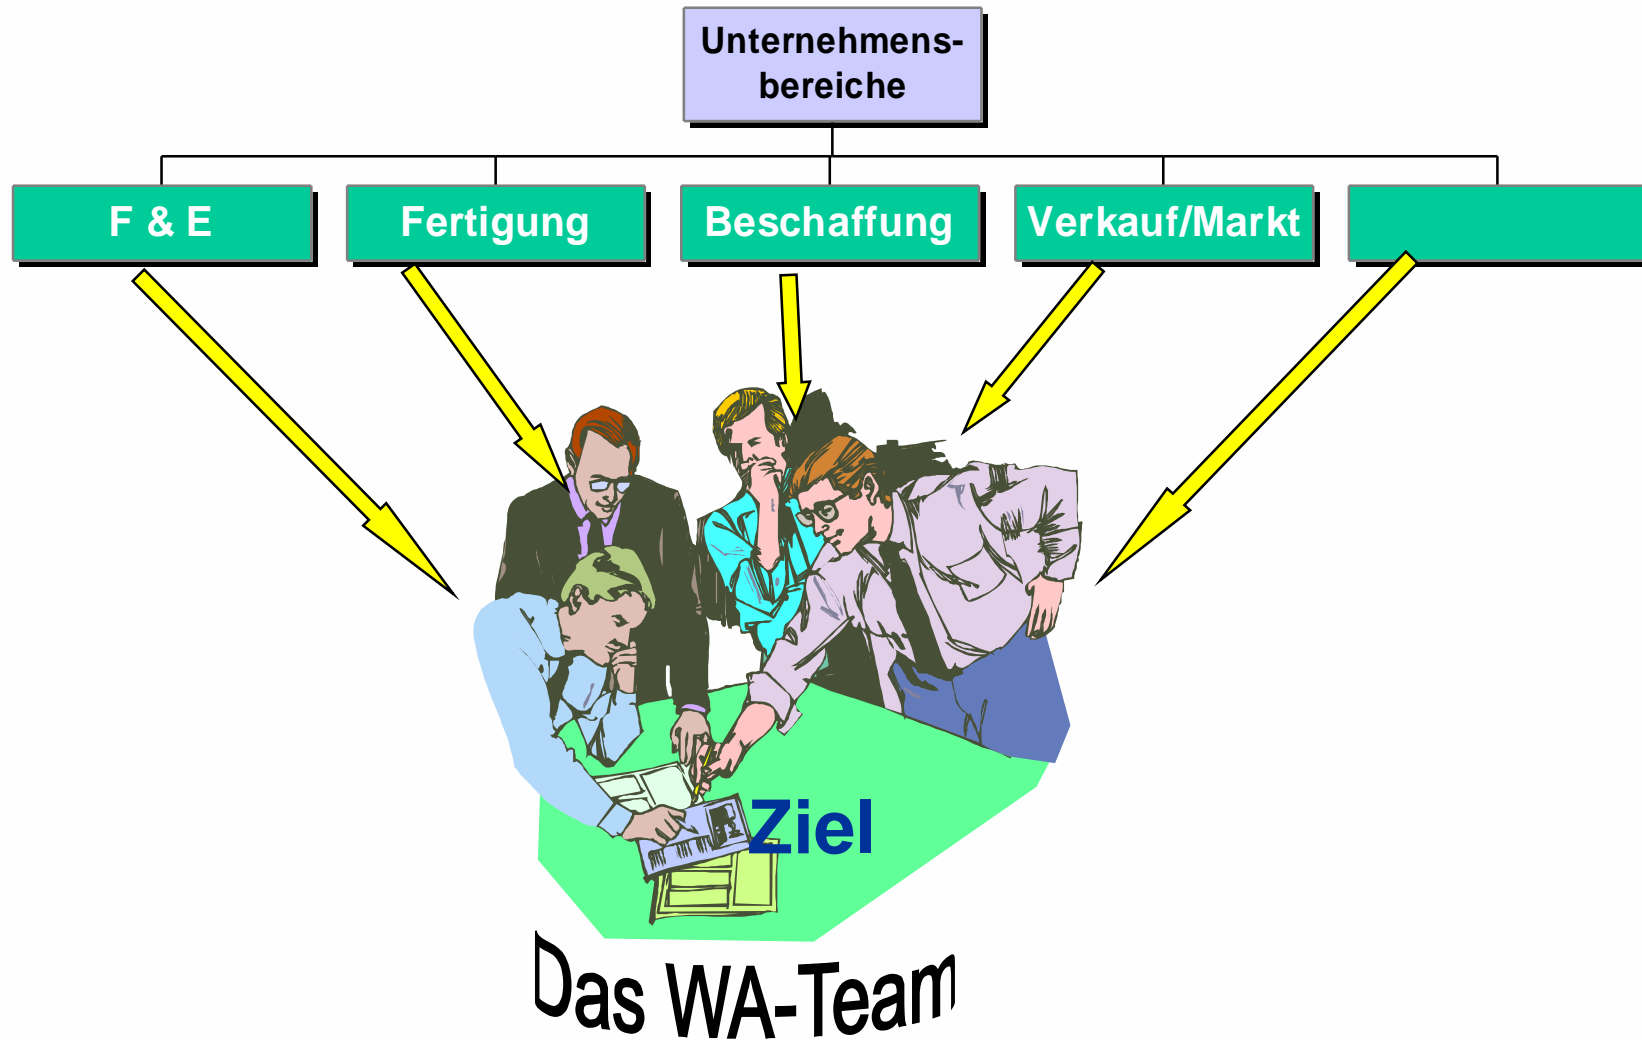 Unternehmens-
bereiche
F & E
Fertigung
Beschaffung
Verkauf/Markt
Ziel
Das WA-Team